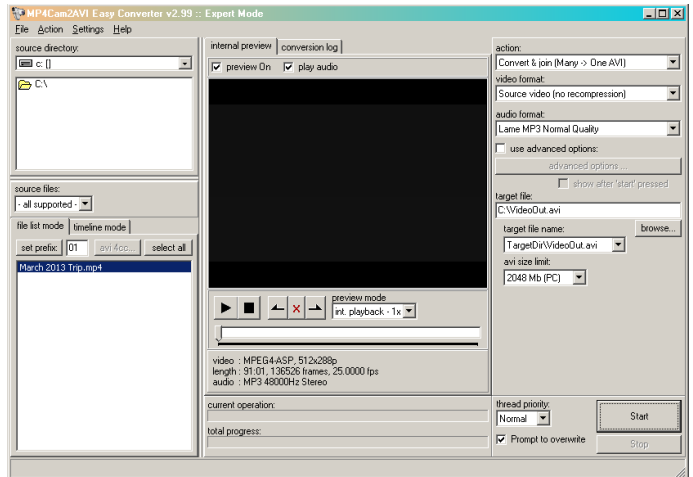 MP4Cam2AVI Easy Converter v2.99 :: Expert Mode
File Action Settings Help
source directory:
c: []
C:\
source files:
- all supported -
file list mode timeline mode
set prefix: 01 avi 4cc... select all
March 2013 Trip.mp4
internal preview conversion log
preview On play audio
preview mode
int. playback - 1x
video : MPEG4-ASP, 512x288p
length : 91:01, 136526 frames, 25.0000 fps
audio : MP3 48000Hz Stereo
current operation:
total progress:
action:
Convert & join (Many -> One AVI)
video format:
Source video (no recompression)
audio format:
Lame MP3 Normal Quality
use advanced options:
advanced options ...
show after 'start' pressed
target file:
C:\VideoOut.avi
target file name: browse...
TargetDir\VideoOut.avi
avi size limit:
2048 Mb (PC)
thread priority:
Normal
Start
Prompt to overwrite
Stop